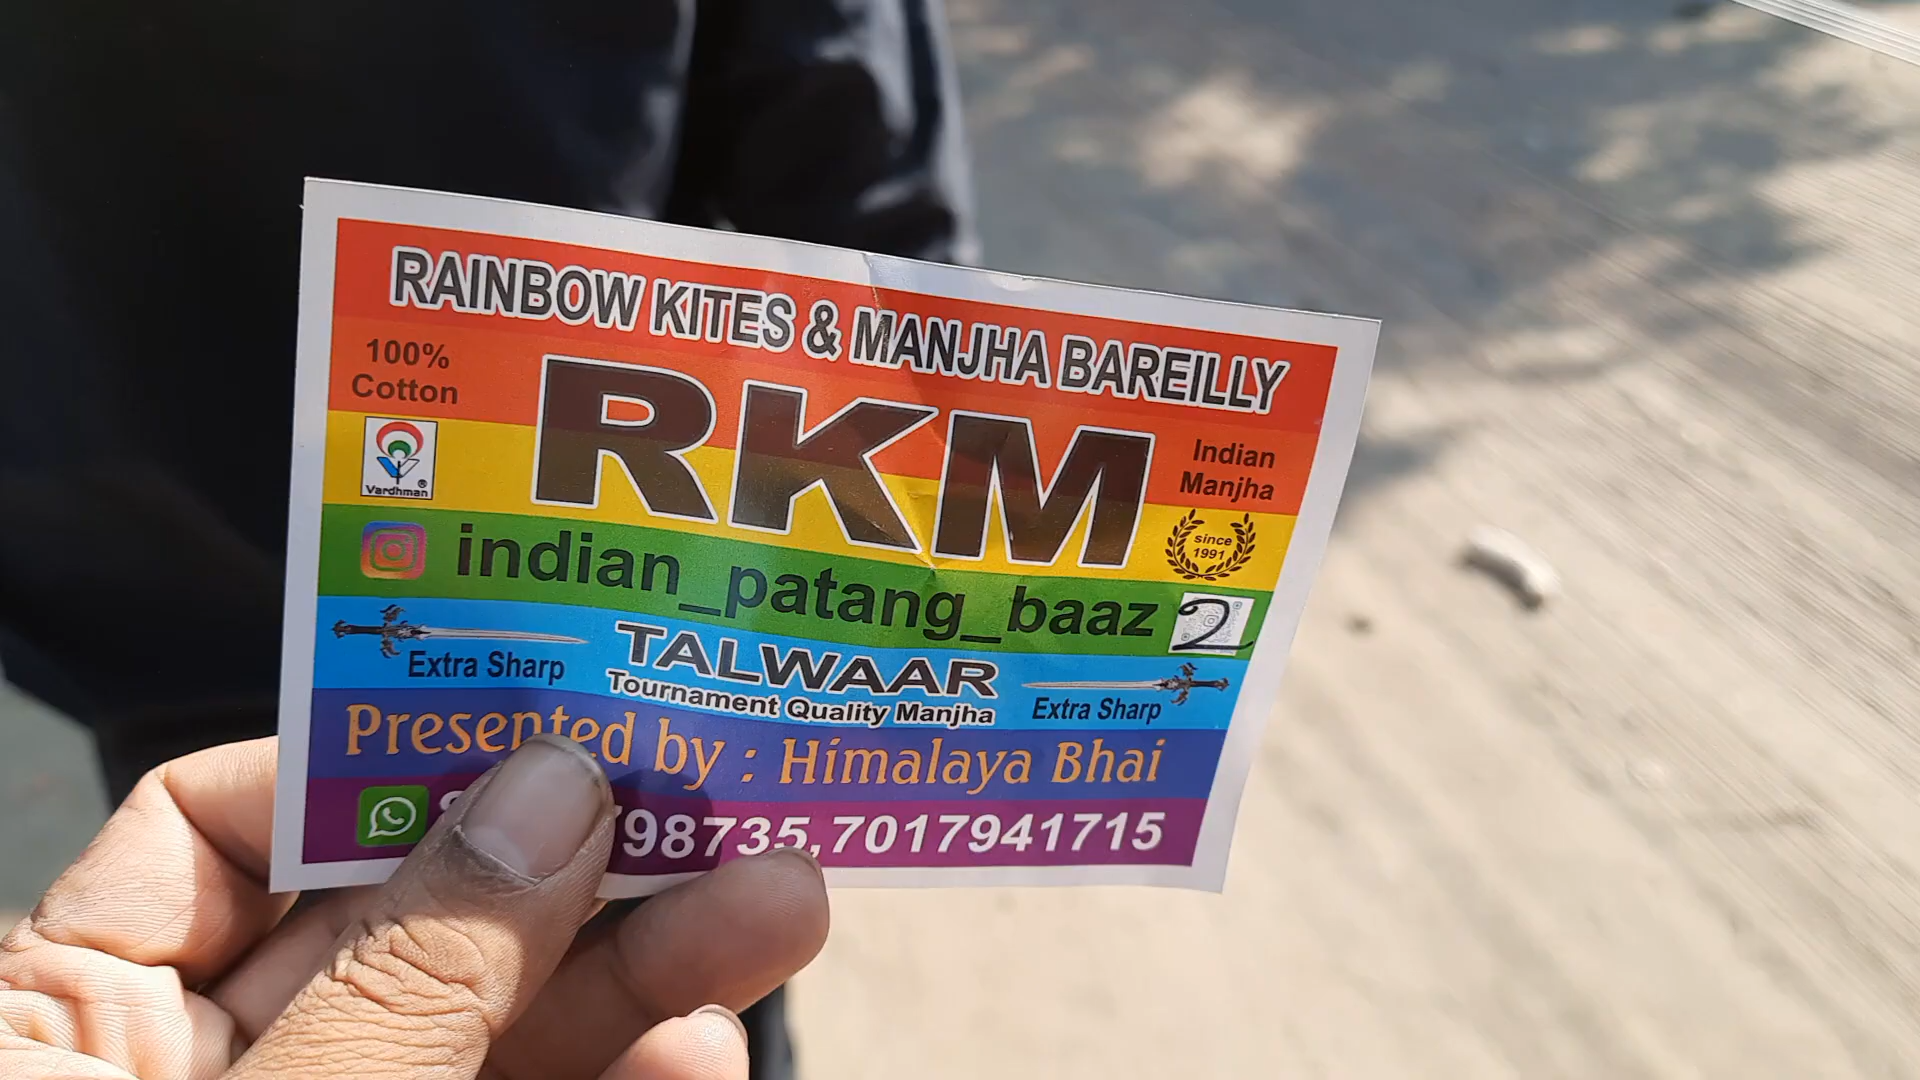 RAINBOW KITES & MANJHA BAREILLY
100%
Cotton
RKM
Indian
Manjha
Vardhman ®
since
1991
indian_patang_baaz 2
Extra Sharp
TALWAAR
Tournament Quality Manjha
Extra Sharp
Presented by : Himalaya Bhai
98735,7017941715